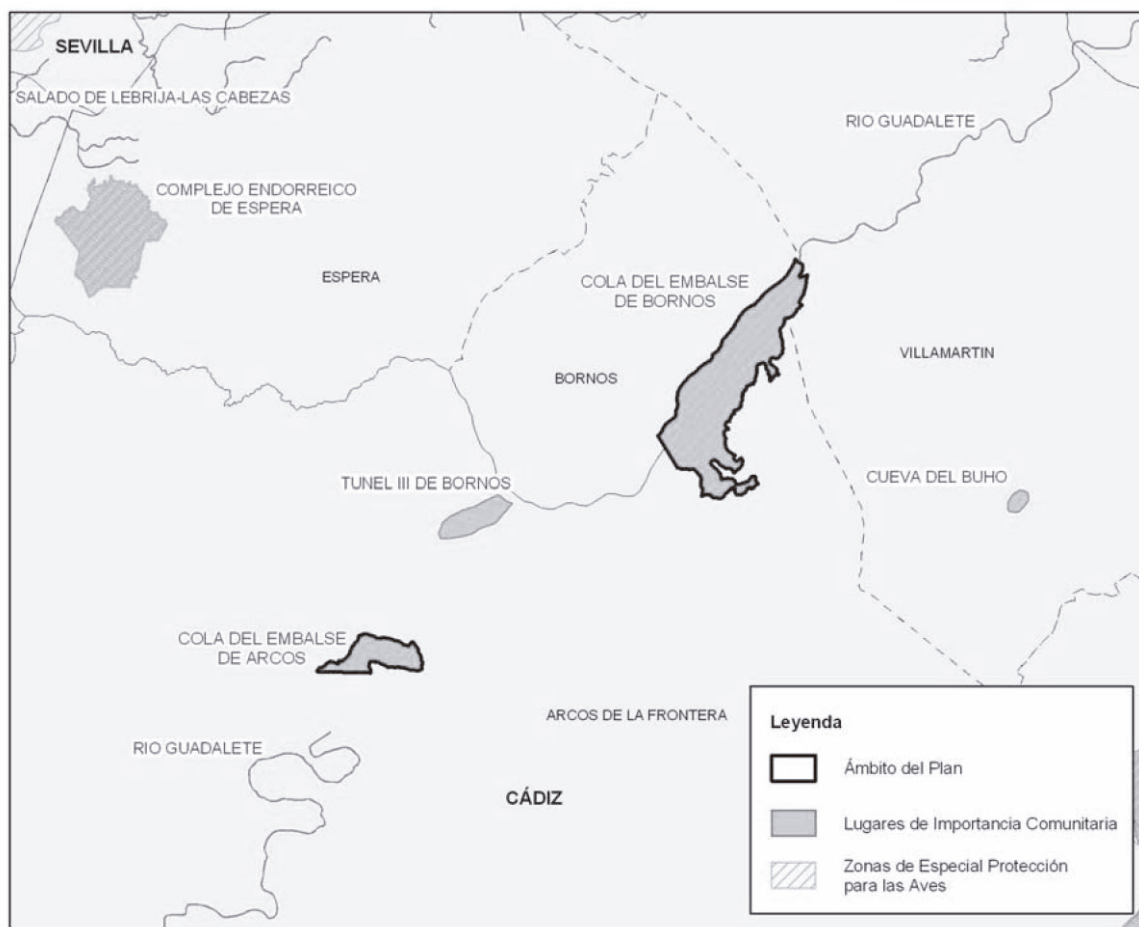 SEVILLA
SALADO DE LEBRIJA-LAS CABEZAS
RIO GUADALETE
COMPLEJO ENDORREICO
DE ESPERA
ESPERA
COLA DEL EMBALSE
DE BORNOS
VILLAMARTIN
BORNOS
TUNEL III DE BORNOS
CUEVA DEL BUHO
COLA DEL EMBALSE
DE ARCOS
ARCOS DE LA FRONTERA
RIO GUADALETE
CÁDIZ
Leyenda
Ámbito del Plan
Lugares de Importancia Comunitaria
Zonas de Especial Protección
para las Aves